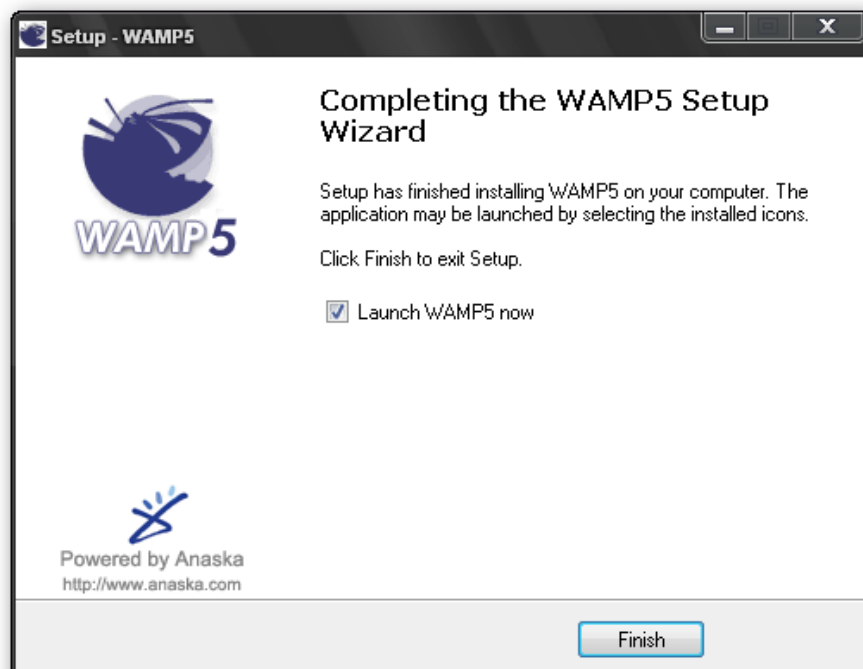 Setup - WAMP5
Completing the WAMP5 Setup
Wizard
Setup has finished installing WAMP5 on your computer. The
application may be launched by selecting the installed icons.
Click Finish to exit Setup.
Launch WAMP5 now
WAMP5
Powered by Anaska
http://www.anaska.com
Finish